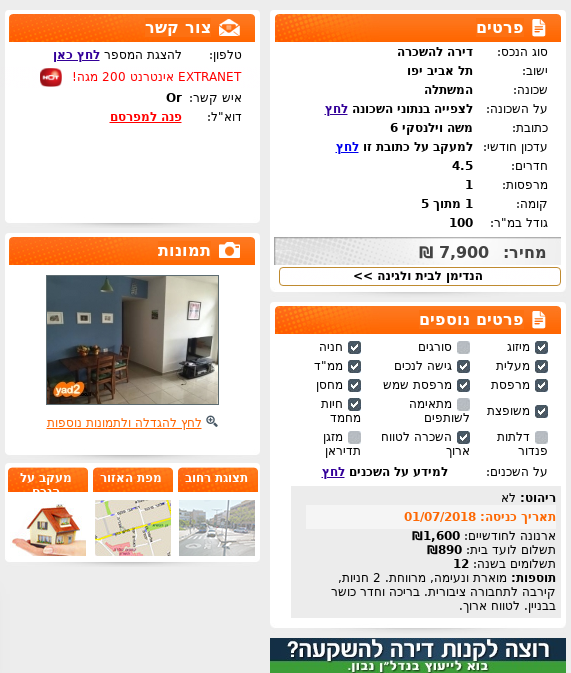 פרטים
סוג הנכס: דירה להשכרה
ישוב: תל אביב יפו
שכונה: המשתלה
על השכונה: לצפייה בנתוני השכונה לחץ
כתובת: משה וילנסקי 6
עדכון חודשי: למעקב על כתובת זו לחץ
חדרים: 4.5
מרפסות: 1
קומה: 1 מתוך 5
גודל במ"ר: 100
מחיר: 7,900 ₪
הנדימן לבית ולגינה >>
פרטים נוספים
מיזוג סורגים חניה
מעלית גישה לנכים ממ"ד
מרפסת מרפסת שמש מחסן
משופצת מתאימה לשותפים חיות מחמד
דלתות פנדור השכרה לטווח ארוך מזגן תדיראן
על השכנים: למידע על השכנים לחץ
ריהוט: לא
תאריך כניסה: 01/07/2018
ארנונה לחודשיים: 1,600₪
תשלום לועד בית: 890₪
תשלומים בשנה: 12
תוספות: מוארת ונעימה, מרווחת. 2 חניות,
קירבה לתחבורה ציבורית. בריכה וחדר כושר
בבניין. לטווח ארוך.
רוצה לקנות דירה להשקעה?
בוא לייעוץ בנדל"ן נבון.
צור קשר
טלפון: להצגת המספר לחץ כאן
EXTRANET אינטרנט 200 מגה! HOT
איש קשר: Or
דוא"ל: פנה למפרסם
תמונות
yad2
לחץ להגדלה ולתמונות נוספות
תצוגת רחוב
מפת האזור
מעקב על